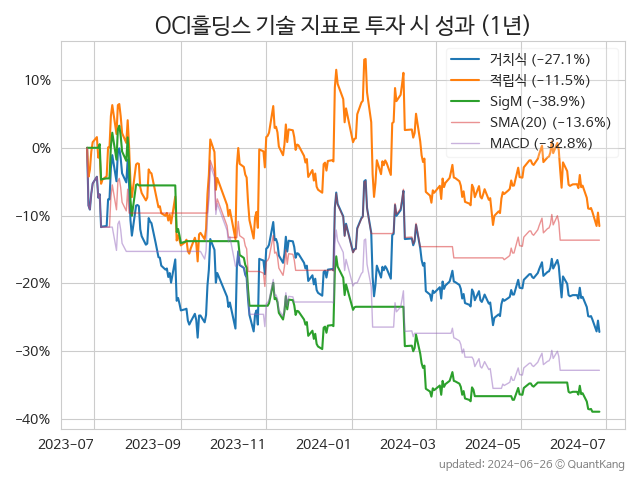 OCI홀딩스 기술 지표로 투자 시 성과 (1년)
거치식 (−27.1%)
적립식 (−11.5%)
SigM (−38.9%)
SMA(20) (−13.6%)
MACD (−32.8%)
10%
0%
−10%
−20%
−30%
−40%
2023-07 2023-09 2023-11 2024-01 2024-03 2024-05 2024-07
updated: 2024-06-26 © QuantKang